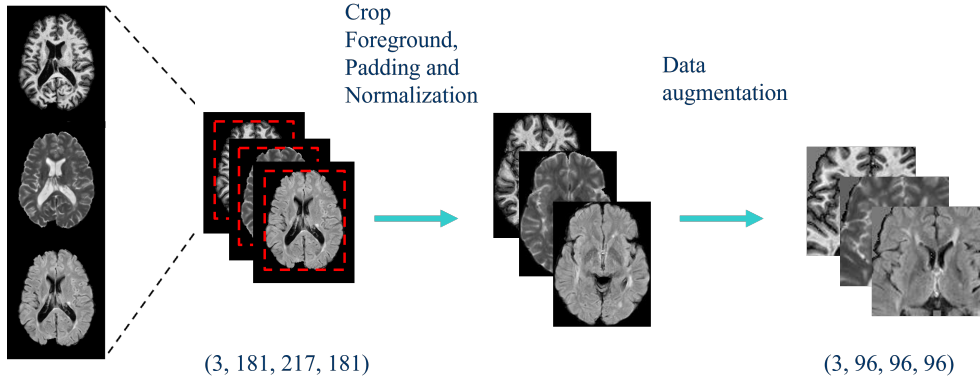 Crop
Foreground,
Padding and
Normalization
Data
augmentation
(3, 181, 217, 181)
(3, 96, 96, 96)